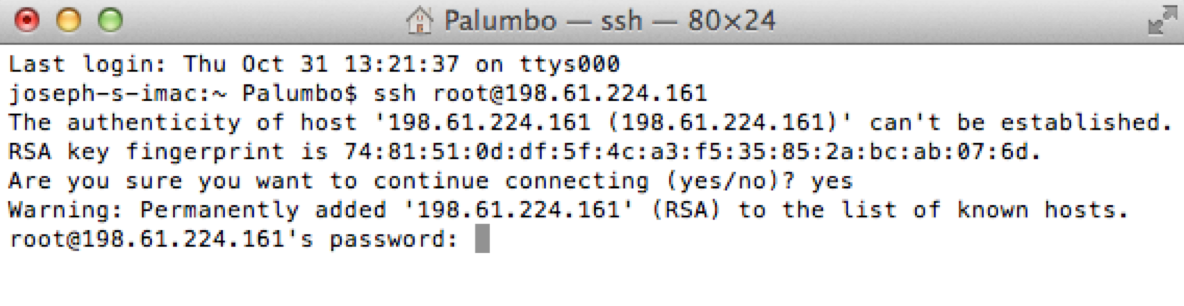 Palumbo — ssh — 80×24
Last login: Thu Oct 31 13:21:37 on ttys000
joseph-s-imac:~ Palumbo$ ssh root@198.61.224.161
The authenticity of host '198.61.224.161 (198.61.224.161)' can't be established.
RSA key fingerprint is 74:81:51:0d:df:5f:4c:a3:f5:35:85:2a:bc:ab:07:6d.
Are you sure you want to continue connecting (yes/no)? yes
Warning: Permanently added '198.61.224.161' (RSA) to the list of known hosts.
root@198.61.224.161's password: